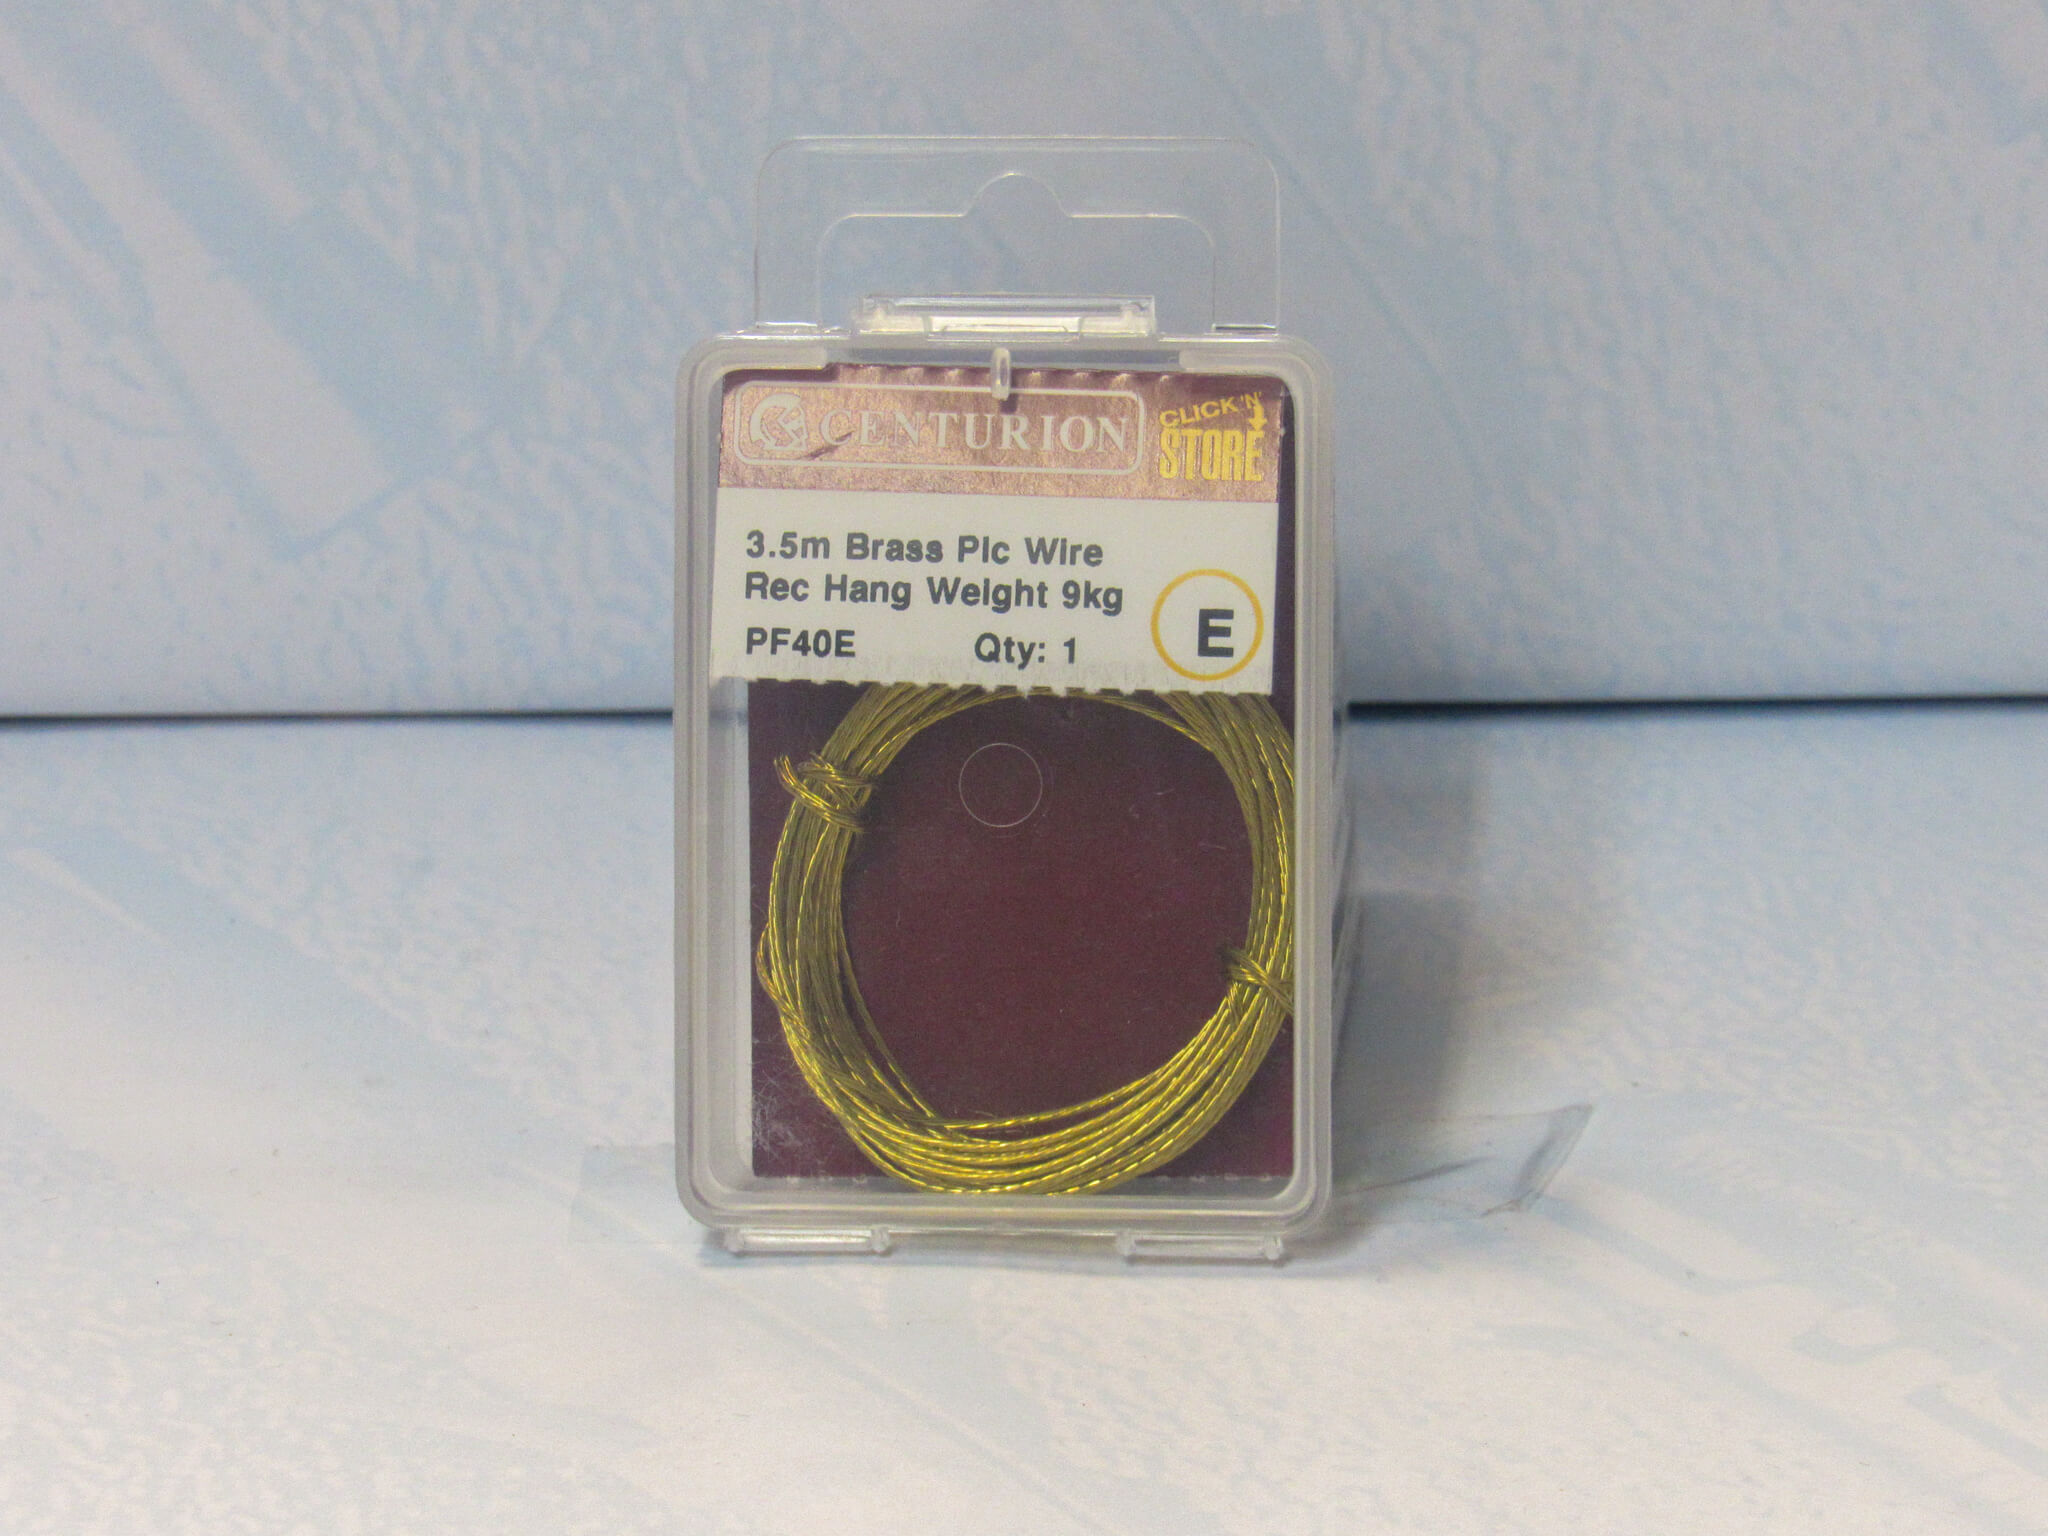 CENTURION
CLICK 'N'
STORE
3.5m Brass Pic Wire
Rec Hang Weight 9kg
E
PF40E Qty: 1